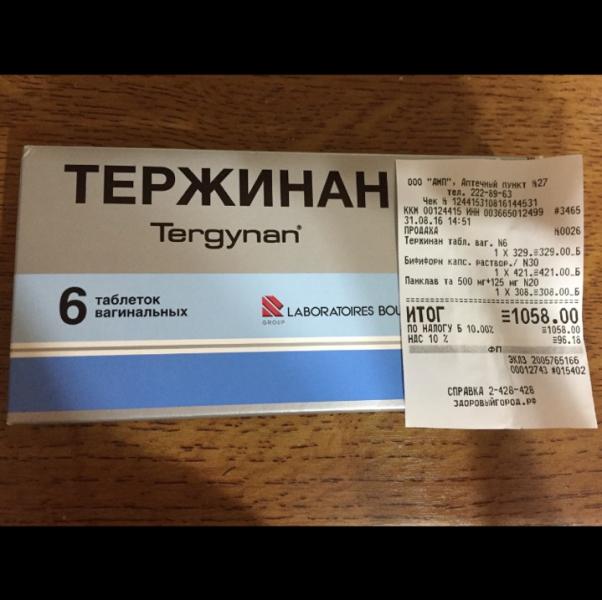 ТЕРЖИНАН
Tergynan®
6 таблеток
вагинальных
GROUP
LABORATOIRES BOU
ООО "АМП", Аптечный пункт №27
тел. 222-89-63
Чек № 124415310816144531
ККМ 00124415 ИНН 003665012499 #3465
31.08.16 14:51
ПРОДАЖА №0026
Тержинан табл. ваг. N6
1 X 329.≡329.00_Б
Бифиформ капс. раствор./ N30
1 X 421.≡421.00_Б
Панклав та 500 мг*125 мг N20
1 X 308.≡308.00_Б
ИТОГ ≡1058.00
ПО НАЛОГУ Б 10.00% ≡1058.00
НДС 10 % ≡96.18
ФП
ЭКЛЗ 2005765166
00012743 #015402
СПРАВКА 2-428-428
ЗДОРОВЫЙГОРОД.РФ